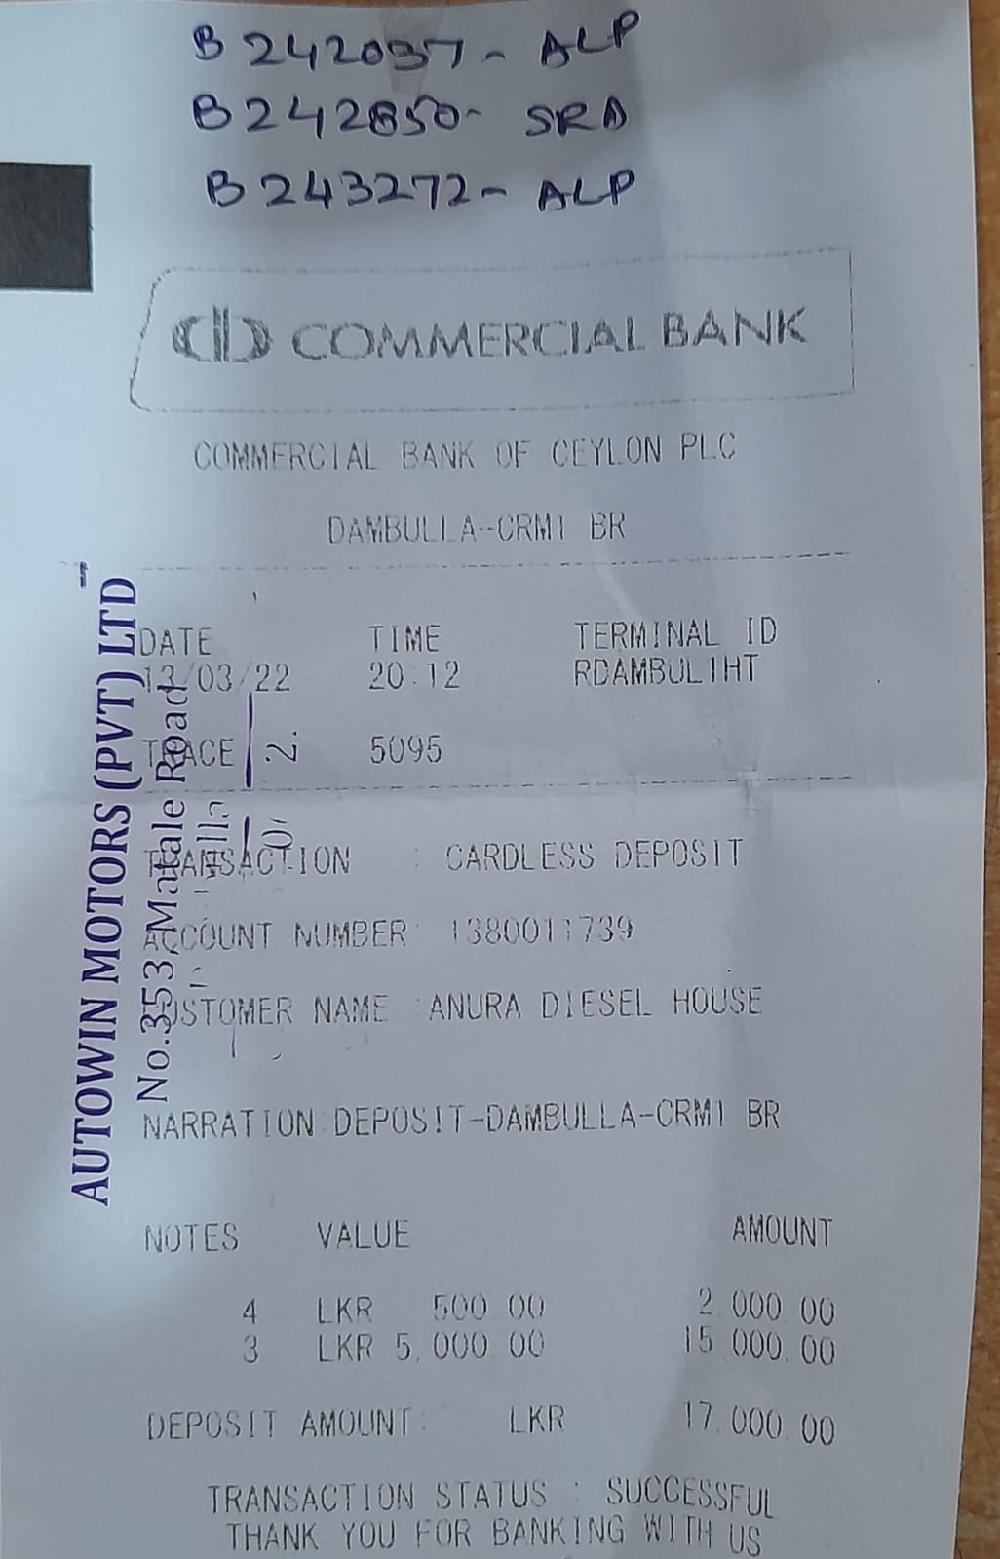 B 242037 - ALP
B 242850- SRD
B 243272 - ALP
COMMERCIAL BANK
COMMERCIAL BANK OF CEYLON PLC
DAMBULLA-CRM1 BR
DATE TIME TERMINAL ID
13/03/22 20:12 RDAMBUL1HT
TRACE 5095
TRANSACTION : CARDLESS DEPOSIT
ACCOUNT NUMBER 1380011739
CUSTOMER NAME : ANURA DIESEL HOUSE
NARRATION:DEPOSIT-DAMBULLA-CRM1 BR
NOTES VALUE AMOUNT
4 LKR 500.00 2,000.00
3 LKR 5,000.00 15,000.00
DEPOSIT AMOUNT: LKR 17,000.00
TRANSACTION STATUS : SUCCESSFUL
THANK YOU FOR BANKING WITH US
AUTOWIN MOTORS (PVT) LTD
No.353, Matale Road